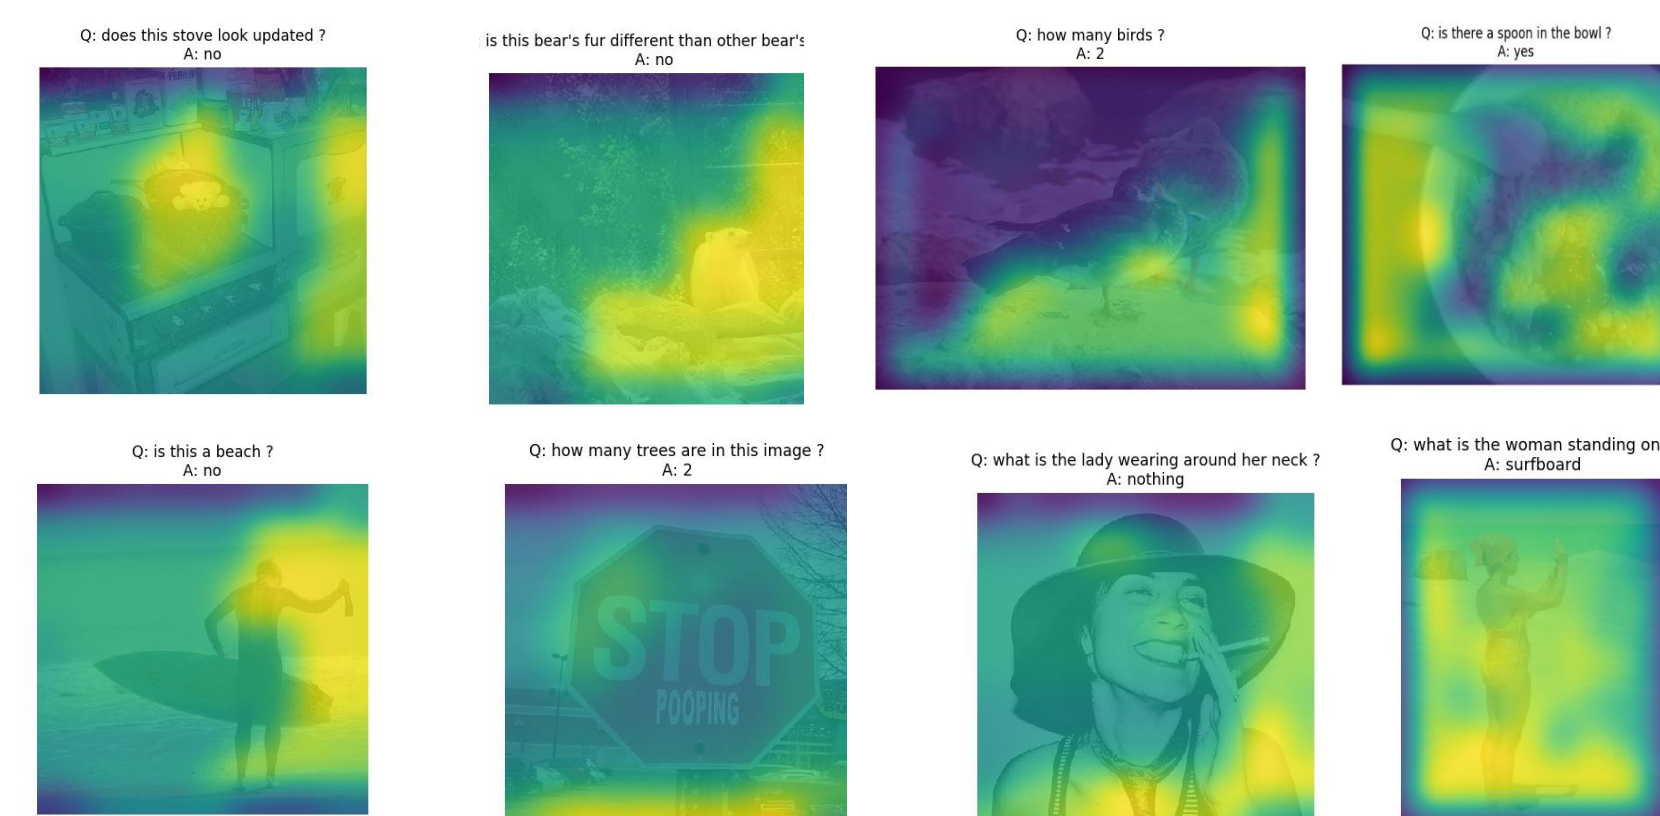 Q: does this stove look updated ?
A: no
is this bear's fur different than other bear's
A: no
Q: how many birds ?
A: 2
Q: is there a spoon in the bowl ?
A: yes
Q: is this a beach ?
A: no
Q: how many trees are in this image ?
A: 2
STOP
POOPING
Q: what is the lady wearing around her neck ?
A: nothing
Q: what is the woman standing on
A: surfboard